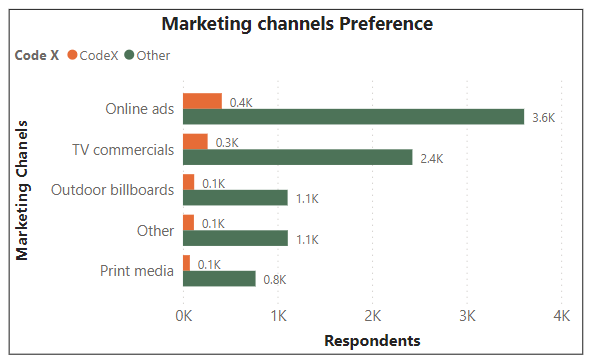 Marketing channels Preference
Code X CodeX Other
Marketing Chanels
Online ads 0.4K 3.6K
TV commercials 0.3K 2.4K
Outdoor billboards 0.1K 1.1K
Other 0.1K 1.1K
Print media 0.1K 0.8K
0K 1K 2K 3K 4K
Respondents